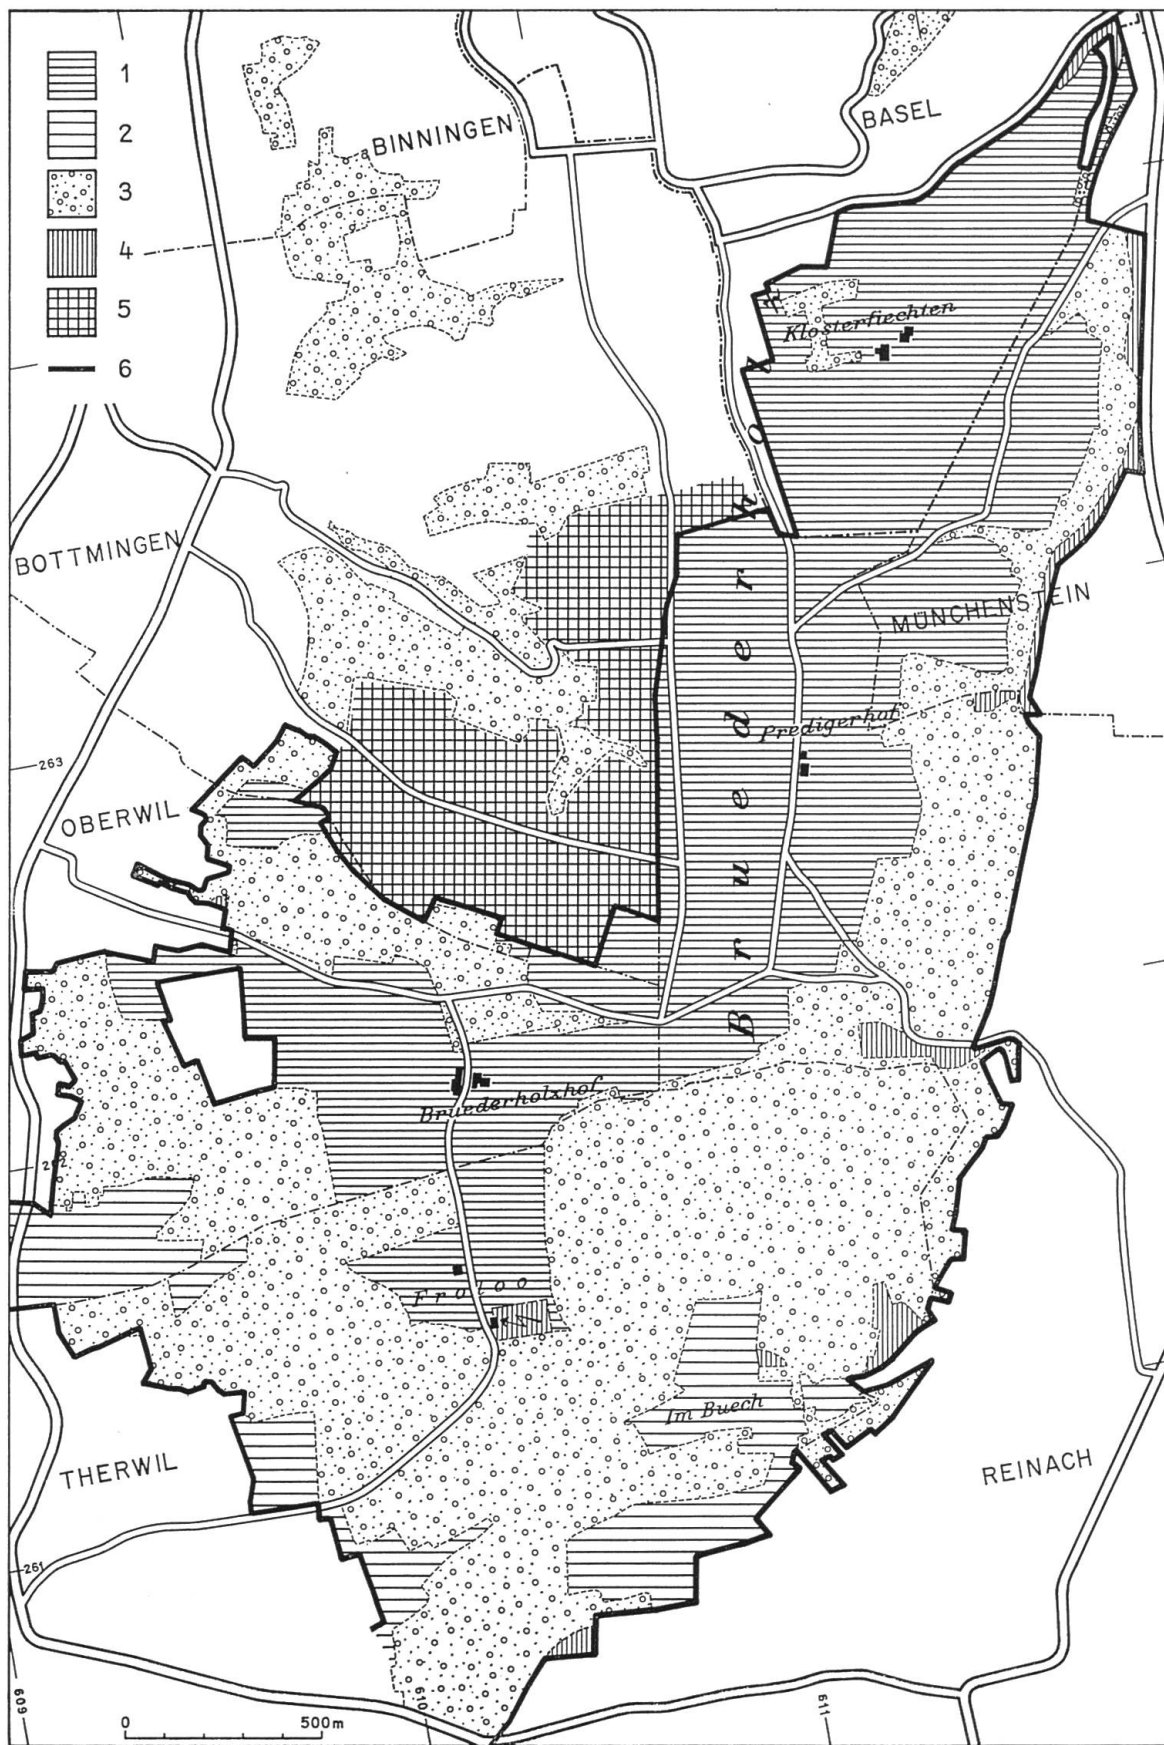 1
2
3
4
5
6
BINNINGEN
BASEL
Klosterfiechten
BOTTMINGEN
MÜNCHENSTEIN
Predigerhof
263
OBERWIL
Bruederholz
Bruederholzhof
262
Froloo
Im Buech
THERWIL
REINACH
261
609
610
611
0 500m